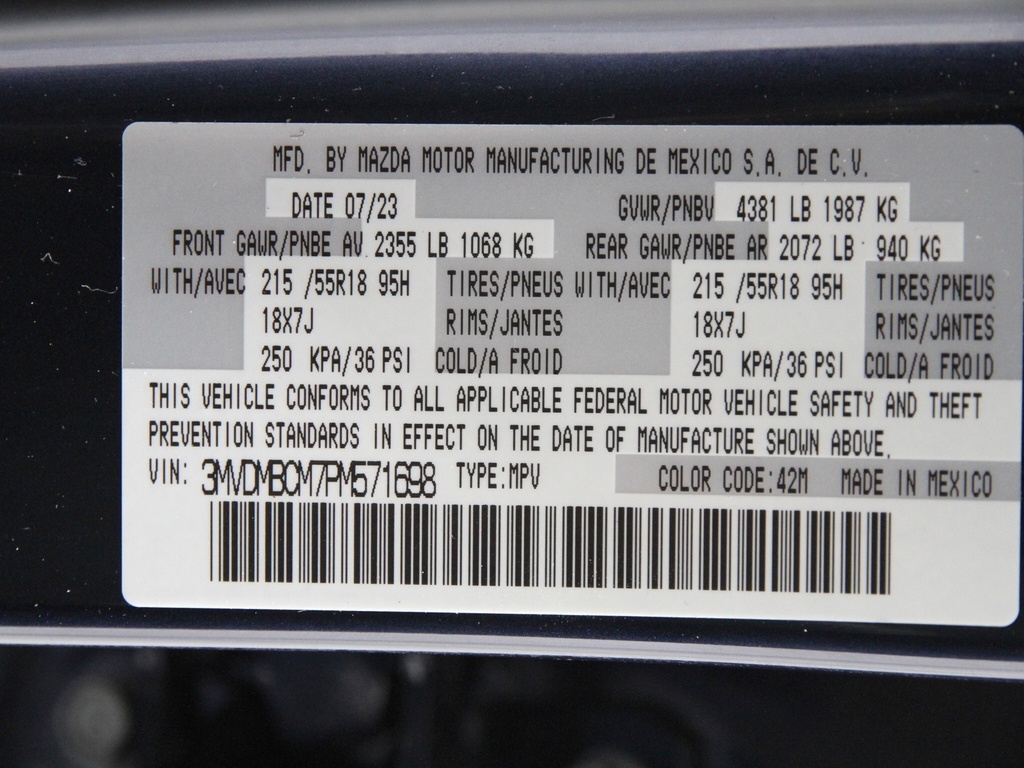 MFD. BY MAZDA MOTOR MANUFACTURING DE MEXICO S.A. DE C.V.
DATE 07/23 GVWR/PNBV 4381 LB 1987 KG
FRONT GAWR/PNBE AV 2355 LB 1068 KG REAR GAWR/PNBE AR 2072 LB 940 KG
WITH/AVEC 215 /55R18 95H TIRES/PNEUS WITH/AVEC 215 /55R18 95H TIRES/PNEUS
18X7J RIMS/JANTES 18X7J RIMS/JANTES
250 KPA/36 PSI COLD/A FROID 250 KPA/36 PSI COLD/A FROID
THIS VEHICLE CONFORMS TO ALL APPLICABLE FEDERAL MOTOR VEHICLE SAFETY AND THEFT
PREVENTION STANDARDS IN EFFECT ON THE DATE OF MANUFACTURE SHOWN ABOVE.
VIN: 3MVDMBCM7PM571698 TYPE:MPV COLOR CODE:42M MADE IN MEXICO